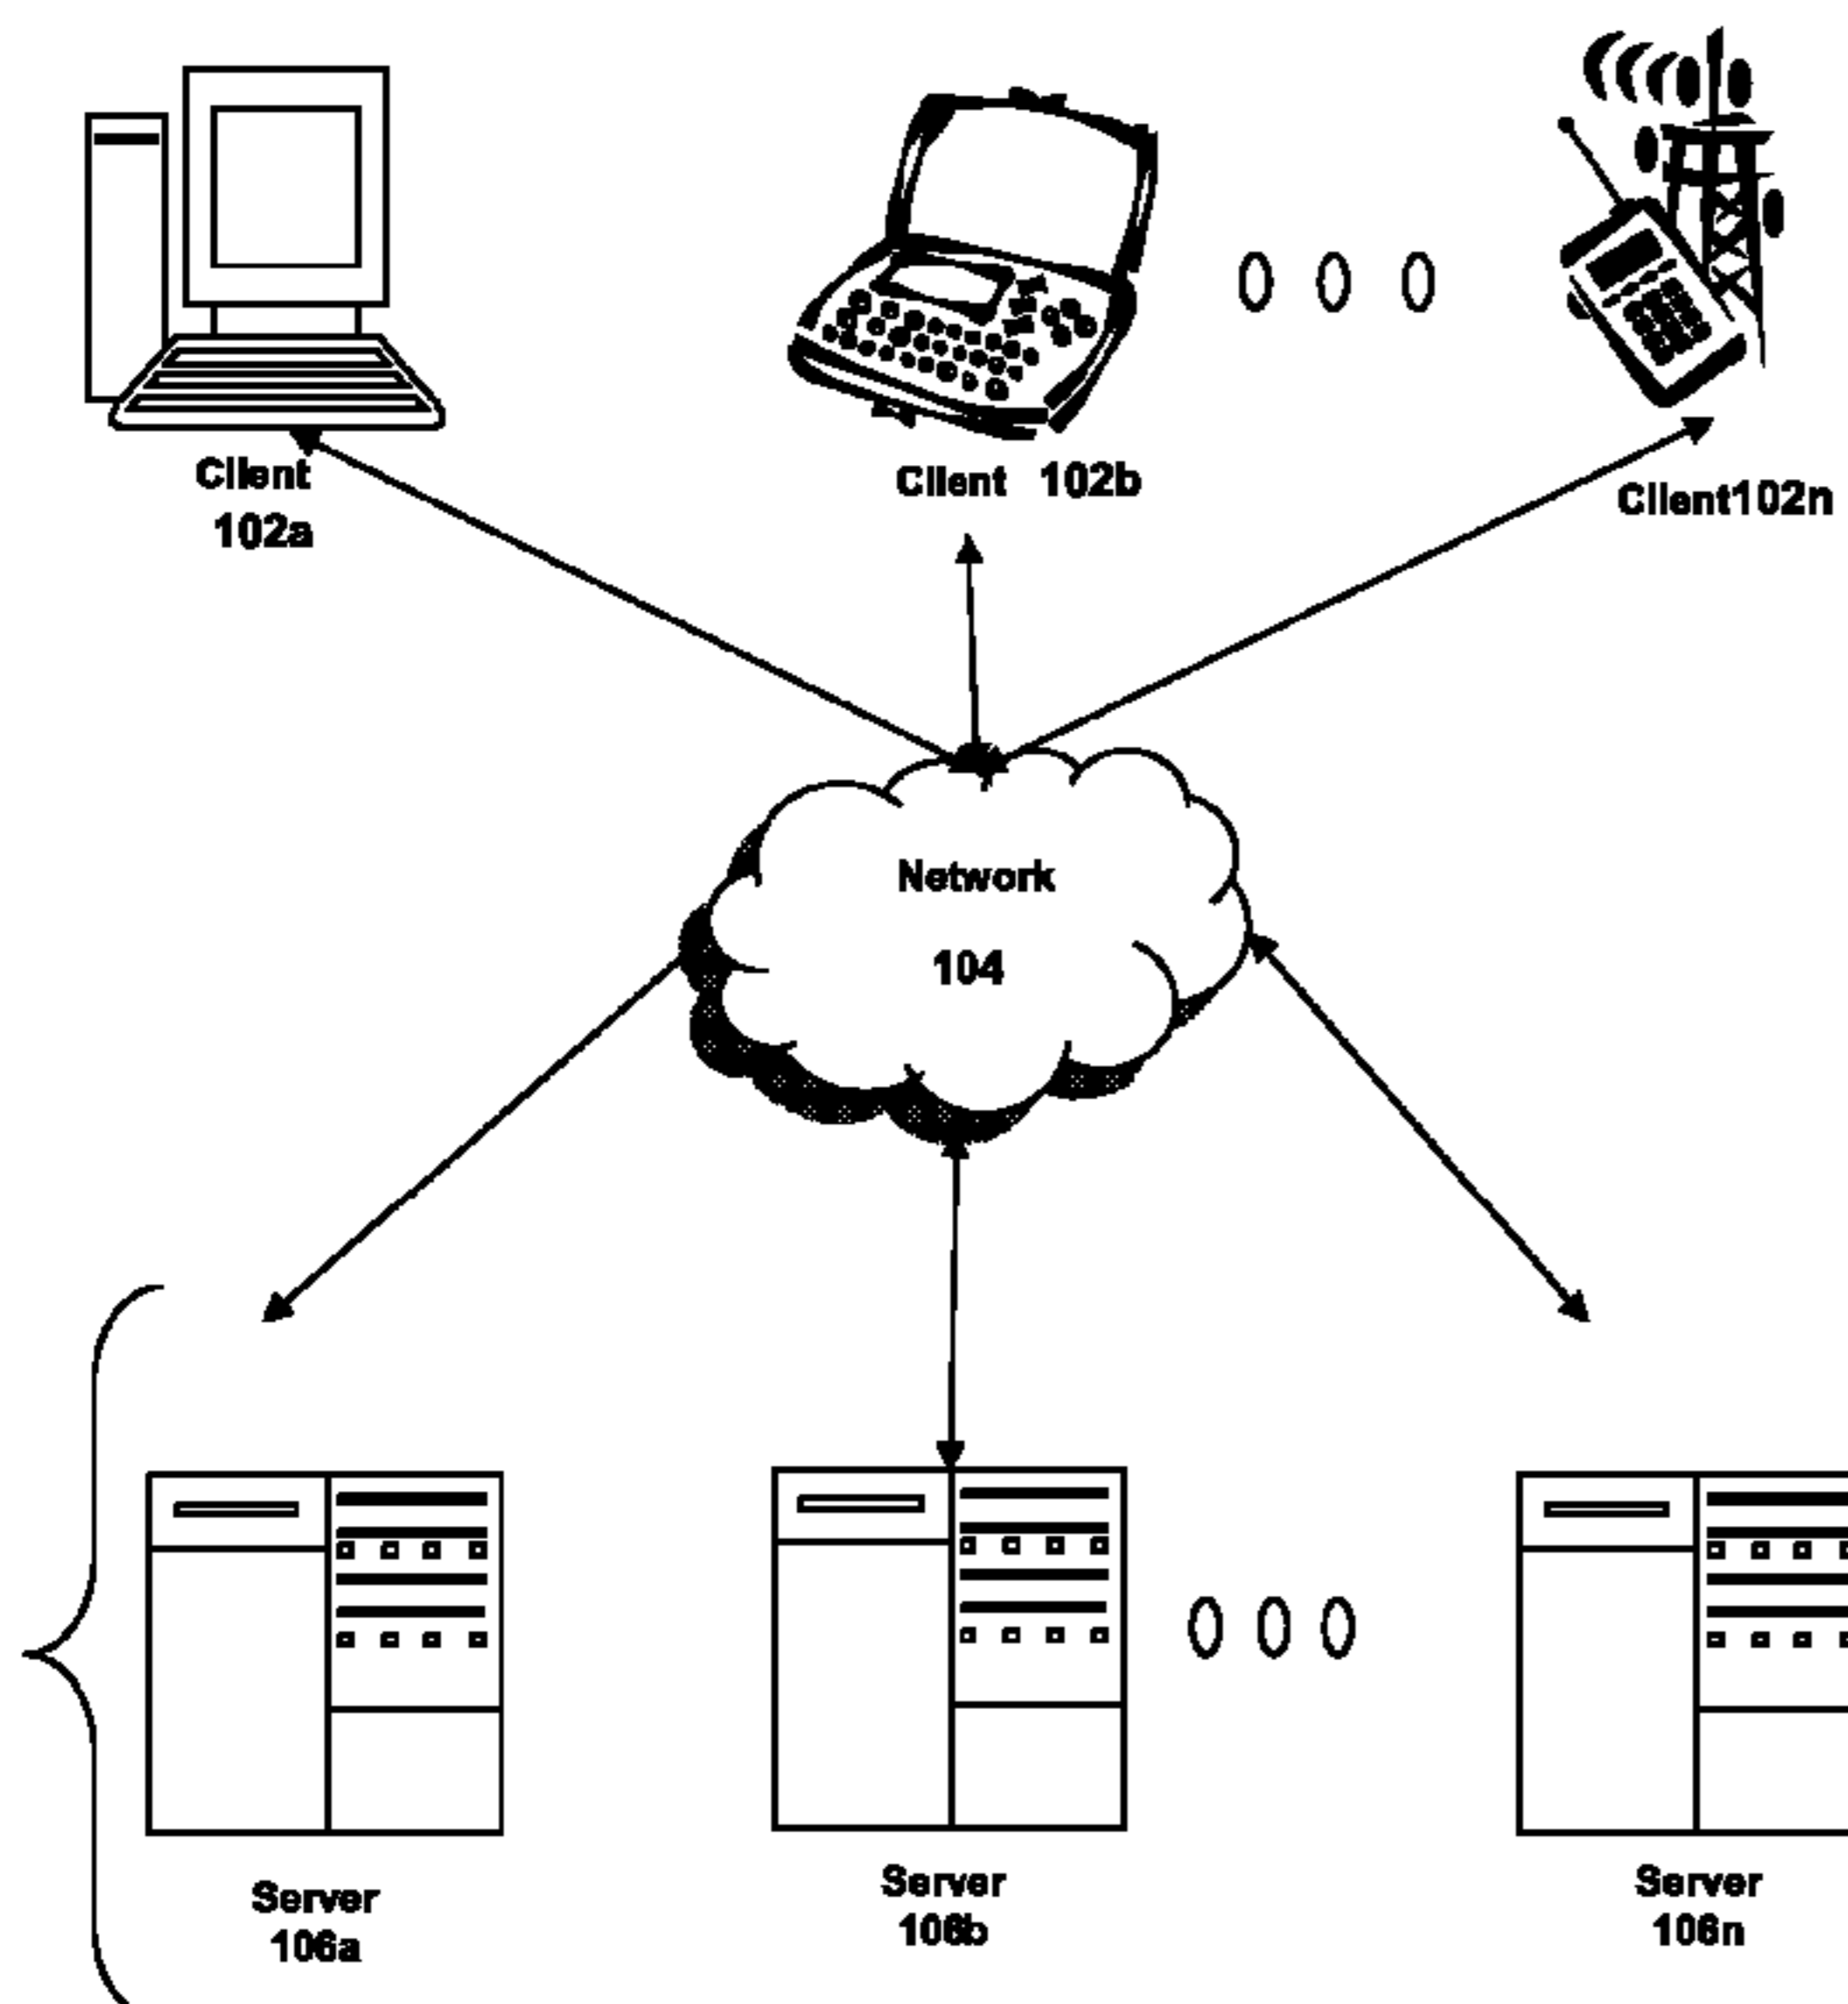 Client
102a
Client 102b
Client102n
Network
104
Server
106a
Server
106b
Server
106n